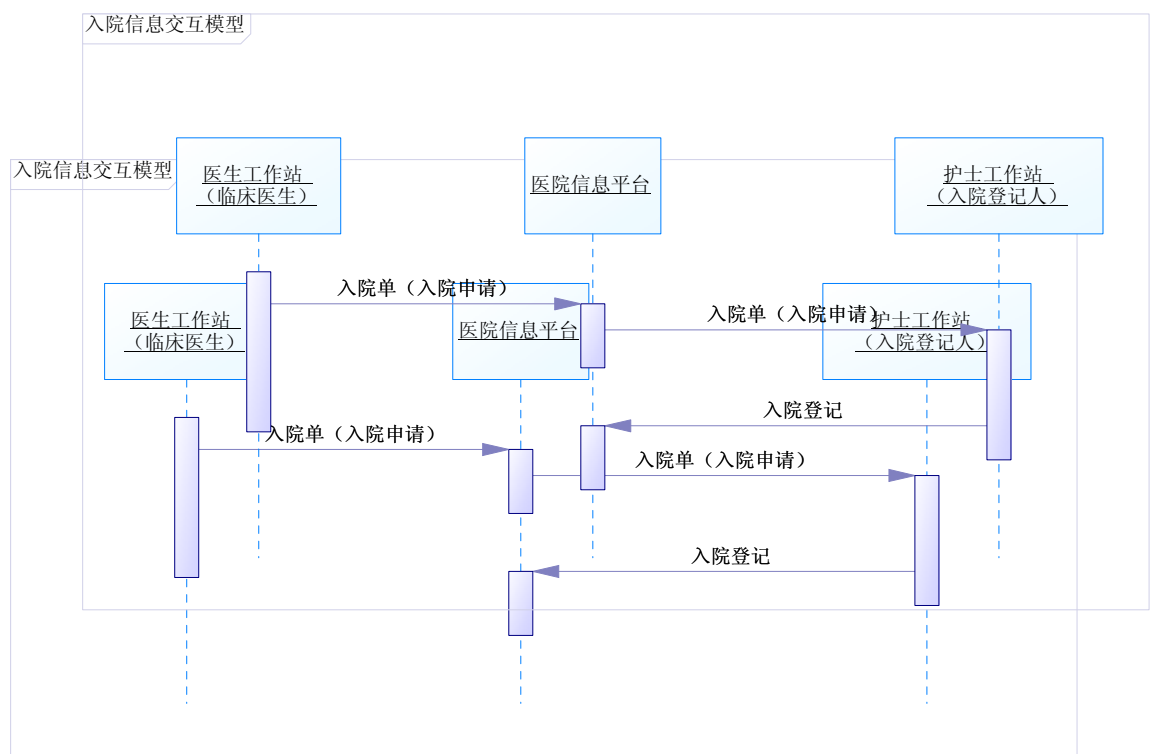 入院信息交互模型
入院信息交互模型
医生工作站
（临床医生）
医院信息平台
护士工作站
（入院登记人）
入院单（入院申请）
入院单（入院申请）
医生工作站
（临床医生）
医院信息平台
护士工作站
（入院登记人）
入院登记
入院单（入院申请）
入院单（入院申请）
入院登记